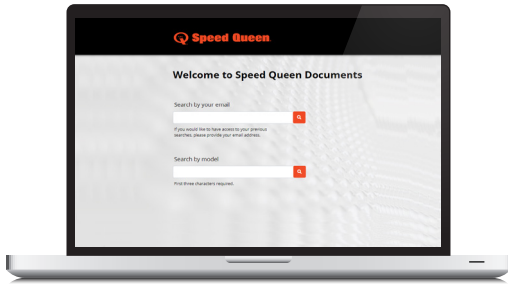 Speed Queen
Welcome to Speed Queen Documents
Search by your email
If you would like to have access to your previous
searches, please provide your email address.
Search by model
First three characters required.